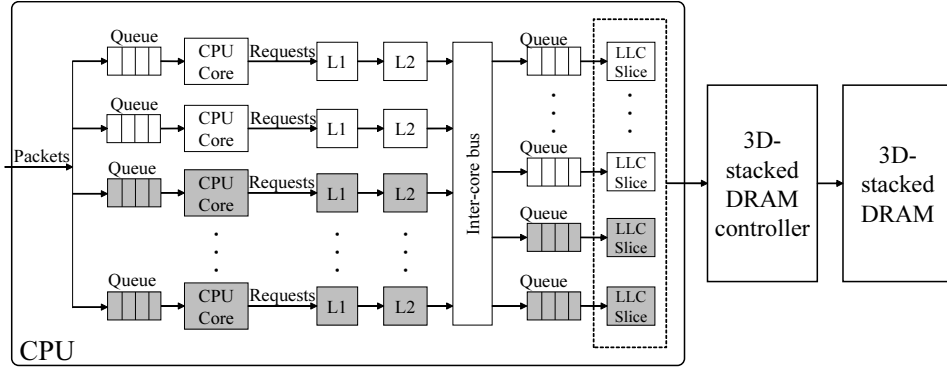 Queue
CPU
Core
Requests
L1
L2
Queue
LLC
Slice
Queue
CPU
Core
Requests
L1
L2
Packets
Queue
CPU
Core
Requests
L1
L2
Inter-core bus
Queue
LLC
Slice
Queue
LLC
Slice
Queue
CPU
Core
Requests
L1
L2
Queue
LLC
Slice
CPU
3D-
stacked
DRAM
controller
3D-
stacked
DRAM